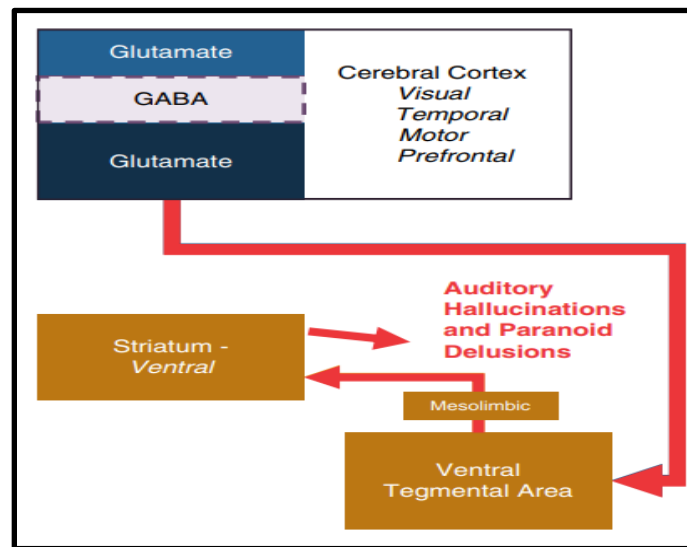 Glutamate
GABA
Glutamate
Cerebral Cortex
Visual
Temporal
Motor
Prefrontal
Auditory
Hallucinations
and Paranoid
Delusions
Striatum -
Ventral
Mesolimbic
Ventral
Tegmental Area